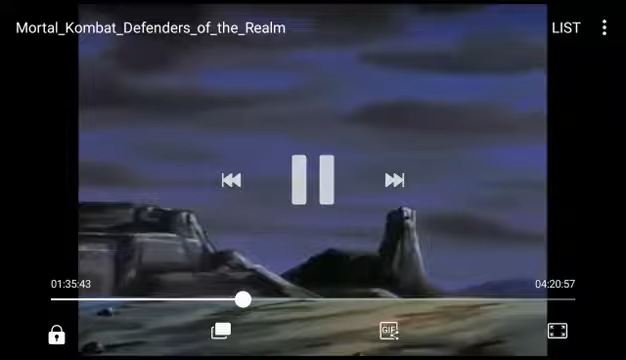 Mortal_Kombat_Defenders_of_the_Realm
LIST
01:35:43
04:20:57
GIF